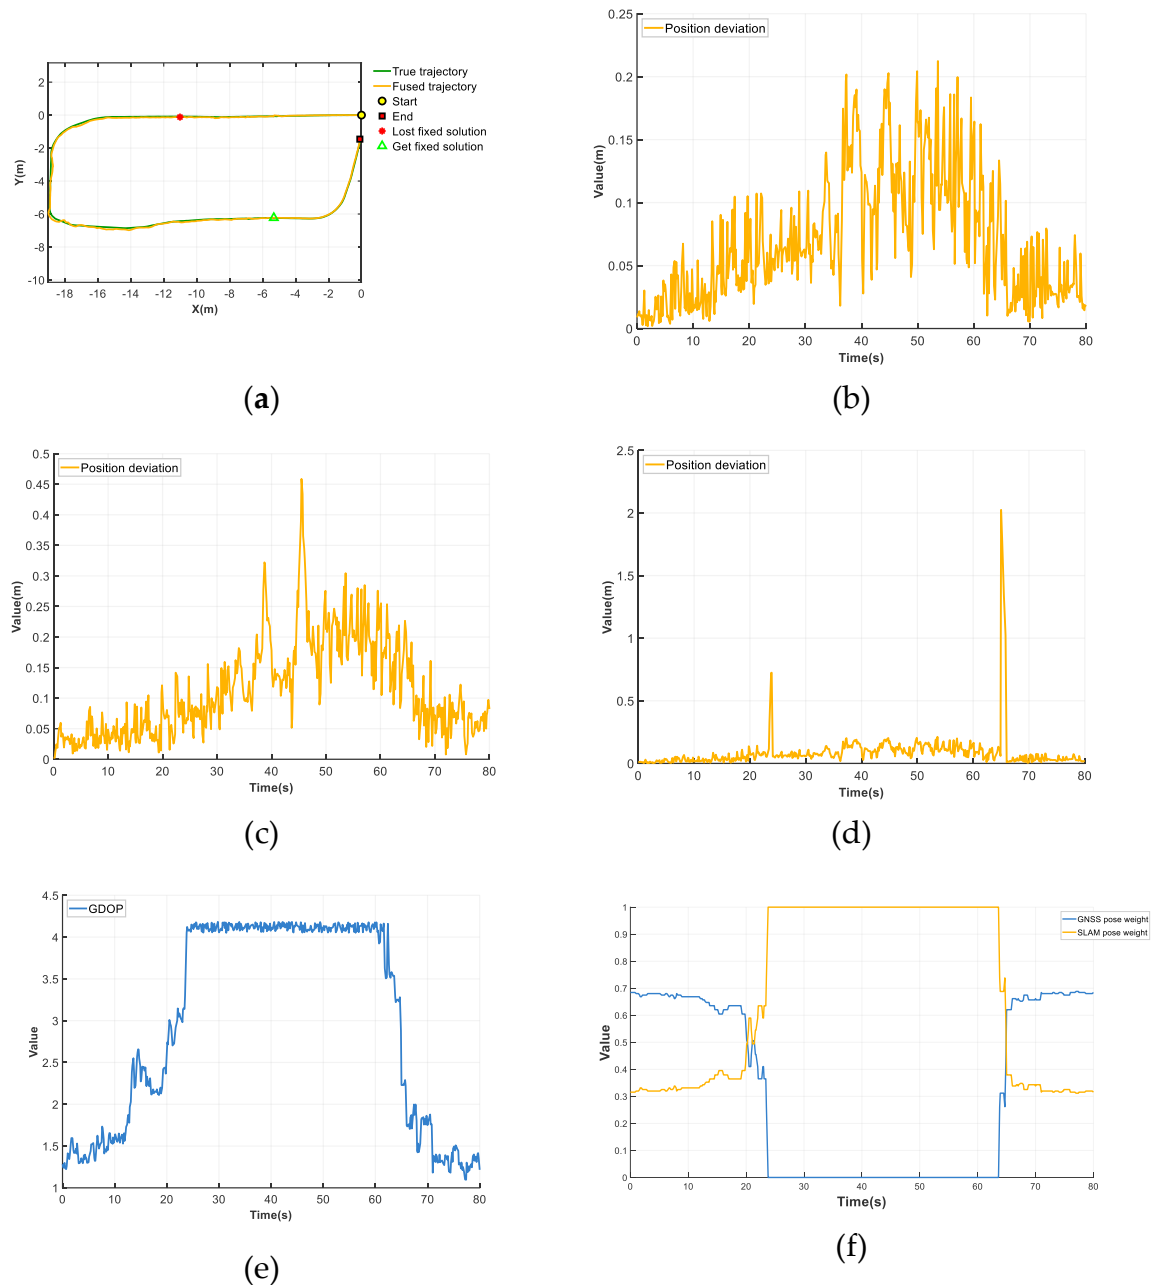 2
0
-2
-4
-6
-8
-10
Y(m)
-18 -16 -14 -12 -10 -8 -6 -4 -2 0
X(m)
True trajectory
Fused trajectory
Start
End
Lost fixed solution
Get fixed solution
(a)
0.25
0.2
0.15
0.1
0.05
0
Value(m)
Position deviation
0 10 20 30 40 50 60 70 80
Time(s)
(b)
0.5
0.45
0.4
0.35
0.3
0.25
0.2
0.15
0.1
0.05
0
Value(m)
Position deviation
0 10 20 30 40 50 60 70 80
Time(s)
(c)
2.5
2
1.5
1
0.5
0
Value(m)
Position deviation
0 10 20 30 40 50 60 70 80
Time(s)
(d)
4.5
4
3.5
3
2.5
2
1.5
1
Value
GDOP
0 10 20 30 40 50 60 70 80
Time(s)
(e)
1
0.9
0.8
0.7
0.6
0.5
0.4
0.3
0.2
0.1
0
Value
GNSS pose weight
SLAM pose weight
0 10 20 30 40 50 60 70 80
Time(s)
(f)